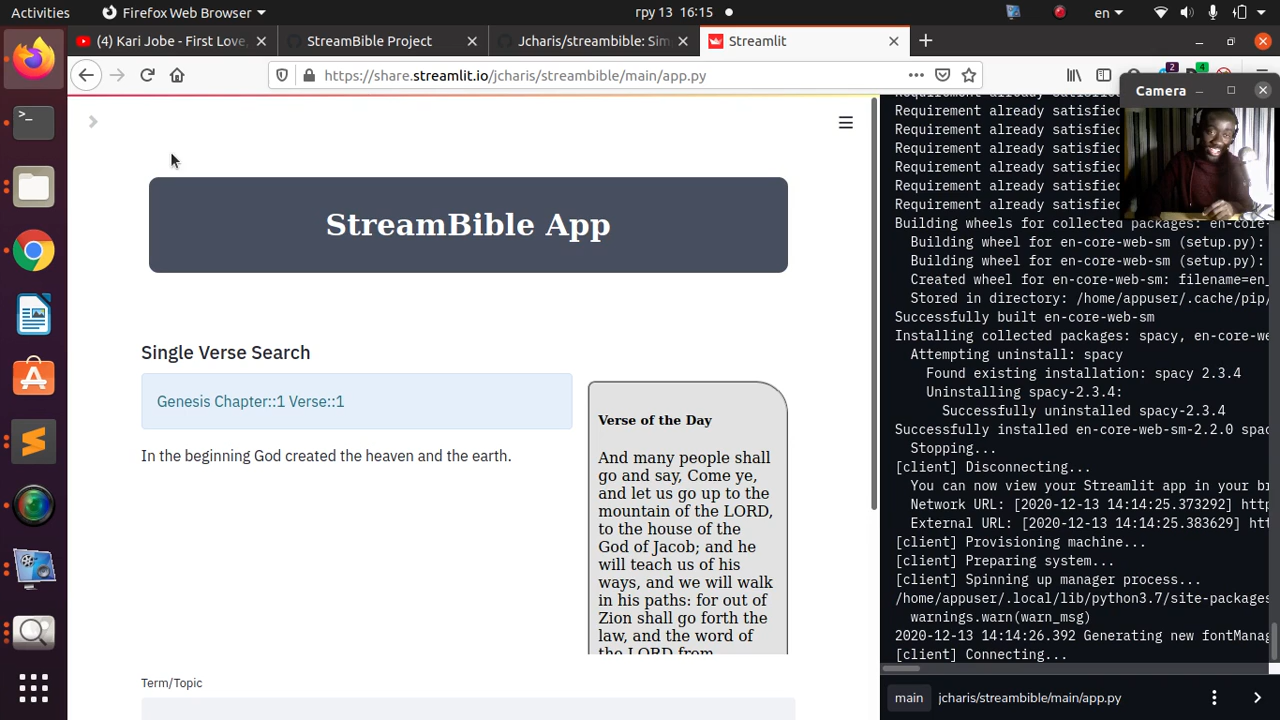 Activities
Firefox Web Browser
гру 13 16:15
en
(4) Kari Jobe - First Love,
StreamBible Project
Jcharis/streambible: Sim
Streamlit
https://share.streamlit.io/jcharis/streambible/main/app.py
2
4
Camera
StreamBible App
Single Verse Search
Genesis Chapter::1 Verse::1
In the beginning God created the heaven and the earth.
Verse of the Day
And many people shall
go and say, Come ye,
and let us go up to the
mountain of the LORD,
to the house of the
God of Jacob; and he
will teach us of his
ways, and we will walk
in his paths: for out of
Zion shall go forth the
law, and the word of
the LORD from
Term/Topic
Requirement already satisfied
Requirement already satisfied
Requirement already satisfied
Requirement already satisfied
Requirement already satisfied
Requirement already satisfied
Building wheels for collected packages: en-core-
Building wheel for en-core-web-sm (setup.py):
Building wheel for en-core-web-sm (setup.py):
Created wheel for en-core-web-sm: filename=en_
Stored in directory: /home/appuser/.cache/pip/
Successfully built en-core-web-sm
Installing collected packages: spacy, en-core-we
Attempting uninstall: spacy
Found existing installation: spacy 2.3.4
Uninstalling spacy-2.3.4:
Successfully uninstalled spacy-2.3.4
Successfully installed en-core-web-sm-2.2.0 spac
Stopping...
[client] Disconnecting...
You can now view your Streamlit app in your br
Network URL: [2020-12-13 14:14:25.373292] http
External URL: [2020-12-13 14:14:25.383629] htt
[client] Provisioning machine...
[client] Preparing system...
[client] Spinning up manager process...
/home/appuser/.local/lib/python3.7/site-packages
warnings.warn(warn_msg)
2020-12-13 14:14:26.392 Generating new fontManag
[client] Connecting...
main
jcharis/streambible/main/app.py